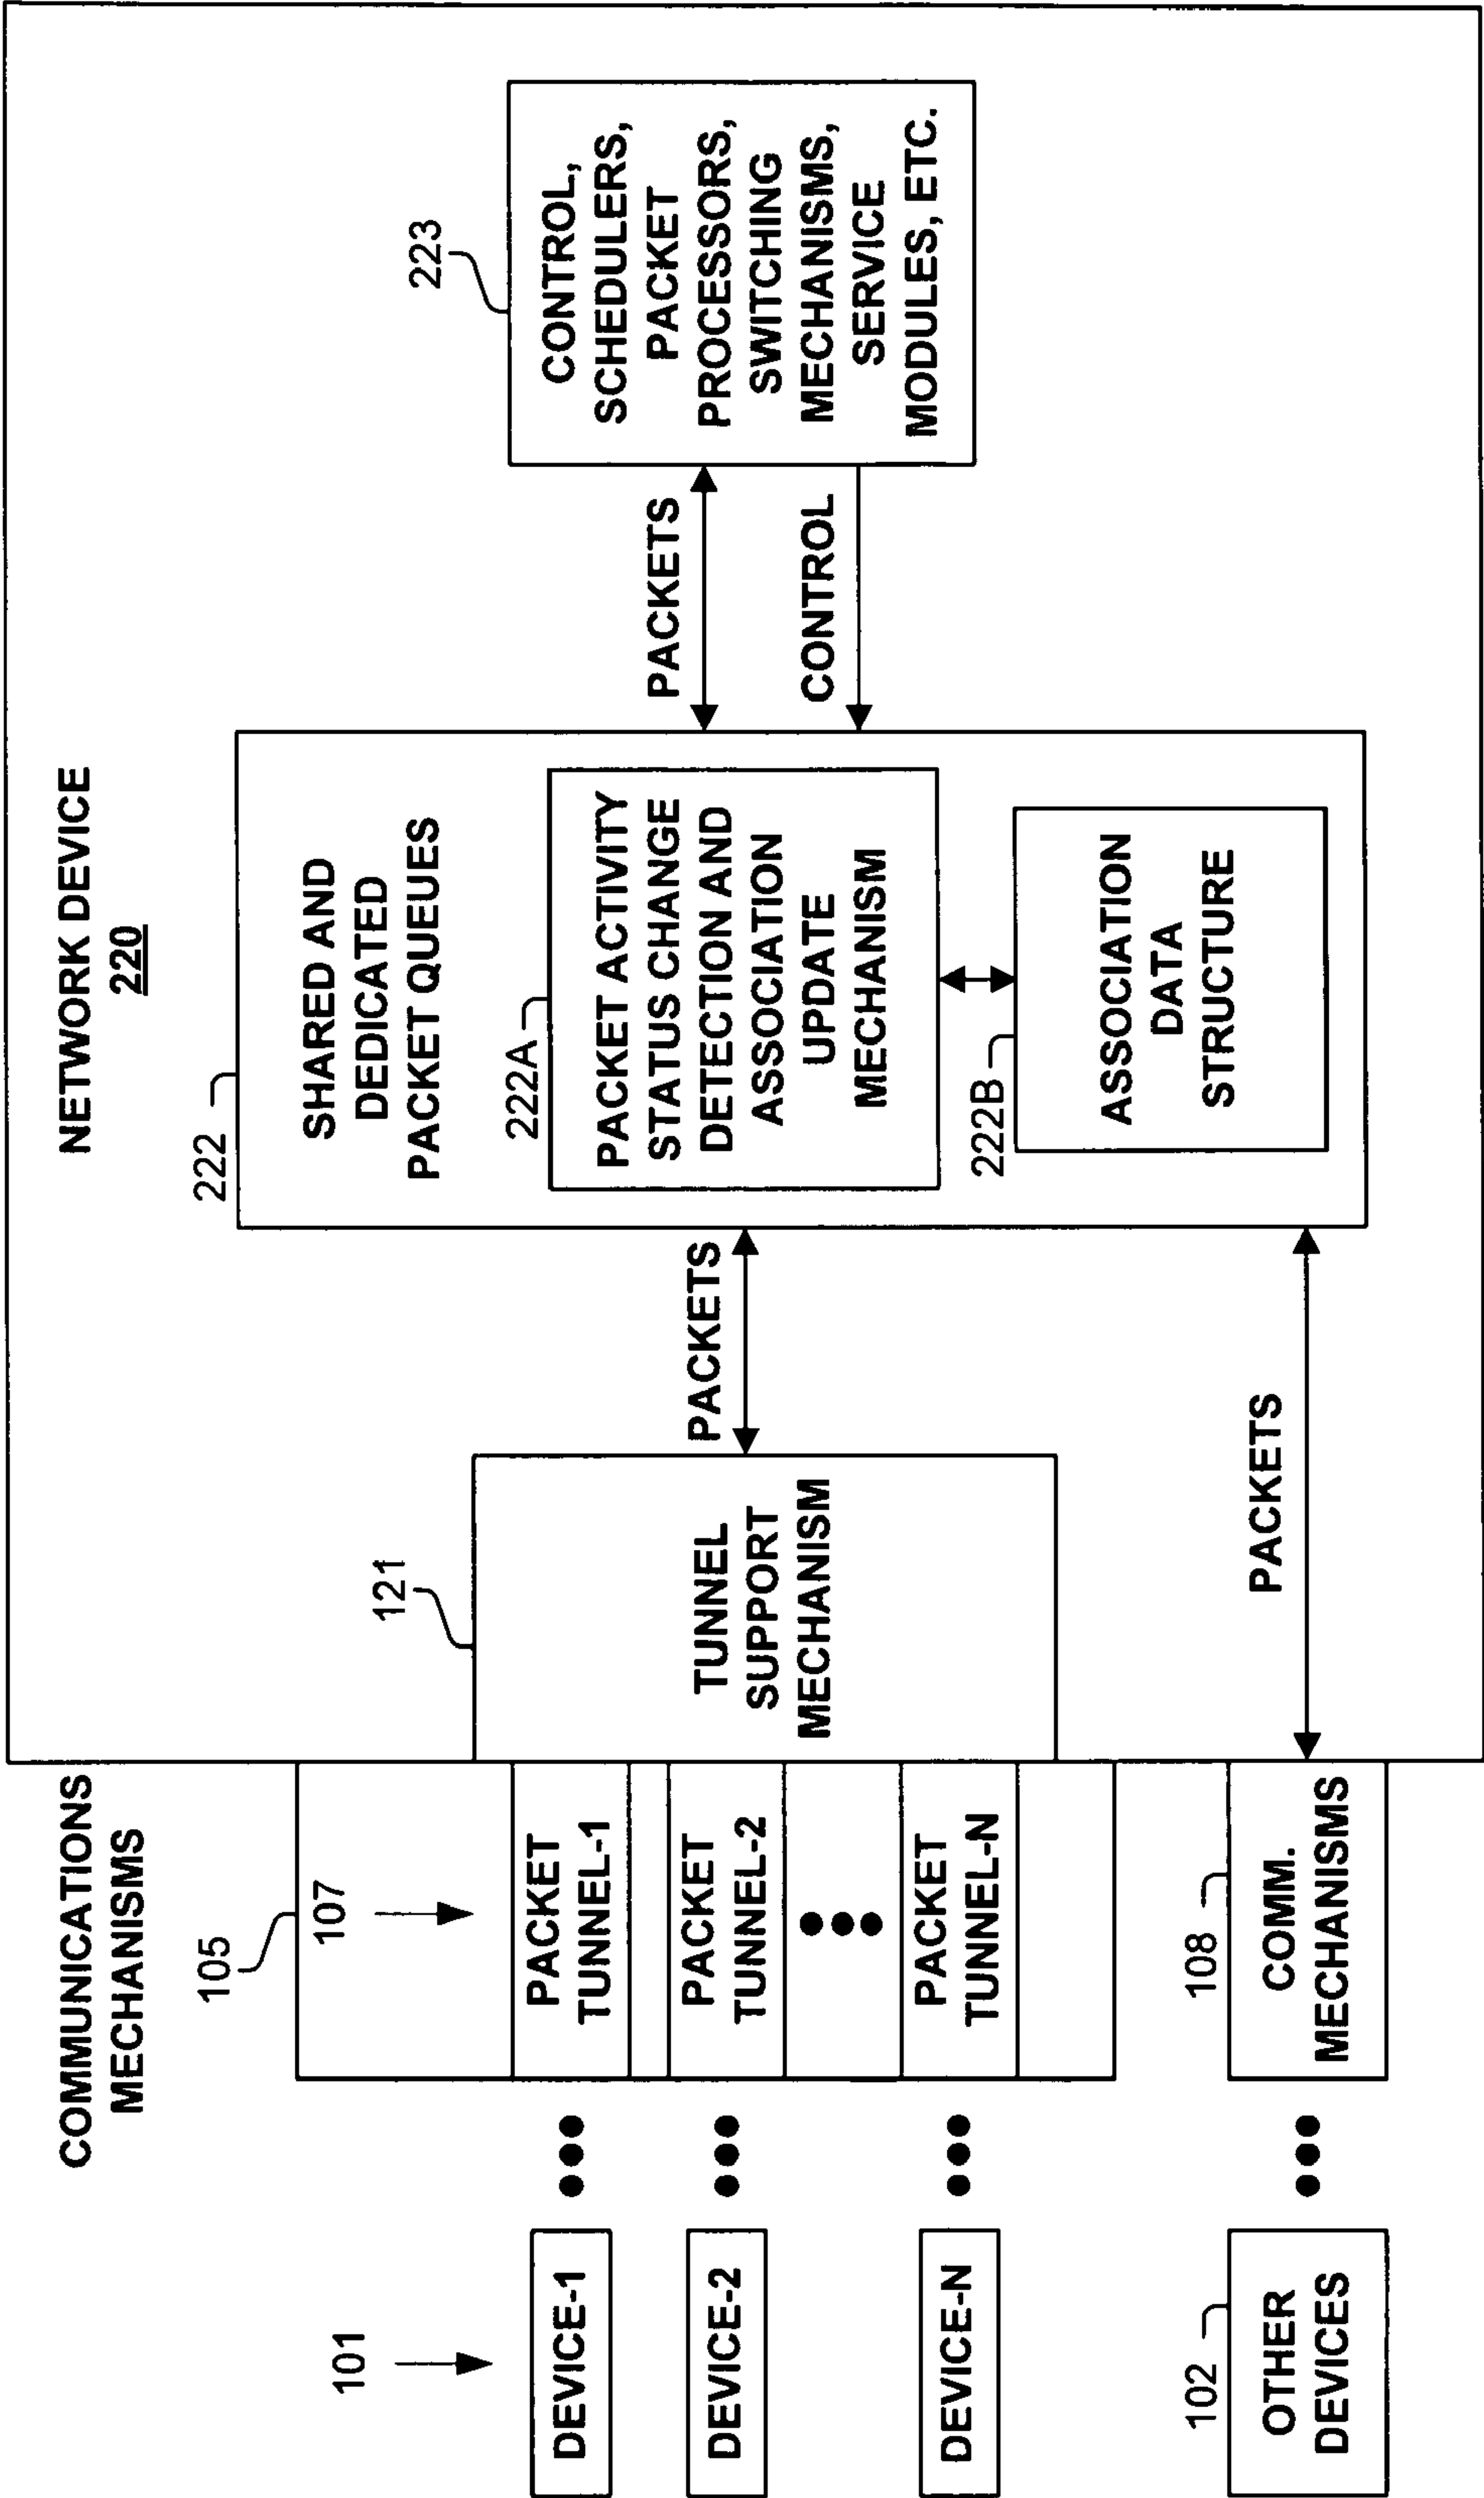 COMMUNICATIONS
MECHANISMS
NETWORK DEVICE
220
101
DEVICE-1
DEVICE-2
DEVICE-N
102
OTHER
DEVICES
105
107
PACKET
TUNNEL-1
PACKET
TUNNEL-2
PACKET
TUNNEL-N
108
COMM.
MECHANISMS
121
TUNNEL
SUPPORT
MECHANISM
PACKETS
PACKETS
222
SHARED AND
DEDICATED
PACKET QUEUES
222A
PACKET ACTIVITY
STATUS CHANGE
DETECTION AND
ASSOCIATION
UPDATE
MECHANISM
222B
ASSOCIATION
DATA
STRUCTURE
PACKETS
CONTROL
223
CONTROL,
SCHEDULERS,
PACKET
PROCESSORS,
SWITCHING
MECHANISMS,
SERVICE
MODULES, ETC.